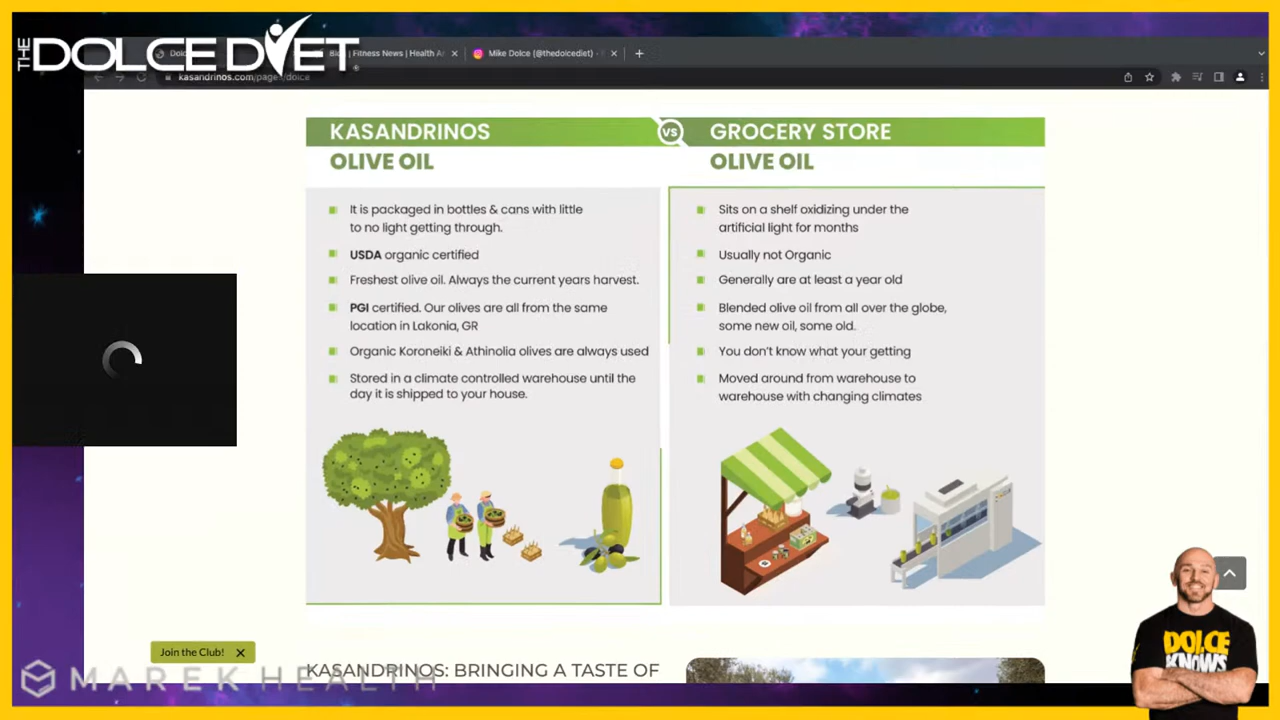 THE DOLCE DIET
Fitness News | Health A
Mike Dolce (@thedolcediet) ·
kasandrinos.com/pages/dolce
KASANDRINOS
VS
GROCERY STORE
OLIVE OIL
OLIVE OIL
It is packaged in bottles & cans with little
to no light getting through.
USDA organic certified
Freshest olive oil. Always the current years harvest.
PGI certified. Our olives are all from the same
location in Lakonia, GR
Organic Koroneiki & Athinolia olives are always used
Stored in a climate controlled warehouse until the
day it is shipped to your house.
Sits on a shelf oxidizing under the
artificial light for months
Usually not Organic
Generally are at least a year old
Blended olive oil from all over the globe,
some new oil, some old.
You don't know what your getting
Moved around from warehouse to
warehouse with changing climates
Join the Club!
KASANDRINOS: BRINGING A TASTE OF
MAREK HEALTH
DOLCE
KNOWS